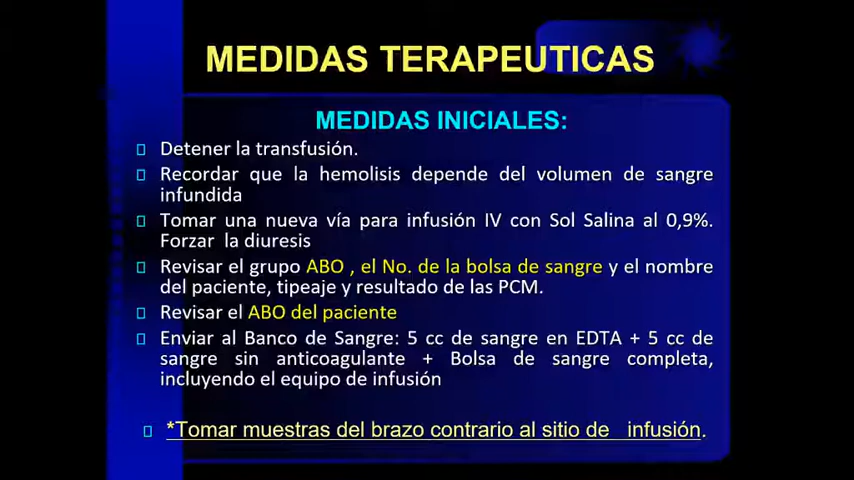 MEDIDAS TERAPEUTICAS
MEDIDAS INICIALES:
Detener la transfusión.
Recordar que la hemolisis depende del volumen de sangre
infundida
Tomar una nueva vía para infusión IV con Sol Salina al 0,9%.
Forzar la diuresis
Revisar el grupo ABO , el No. de la bolsa de sangre y el nombre
del paciente, tipeaje y resultado de las PCM.
Revisar el ABO del paciente
Enviar al Banco de Sangre: 5 cc de sangre en EDTA + 5 cc de
sangre sin anticoagulante + Bolsa de sangre completa,
incluyendo el equipo de infusión
*Tomar muestras del brazo contrario al sitio de infusión.